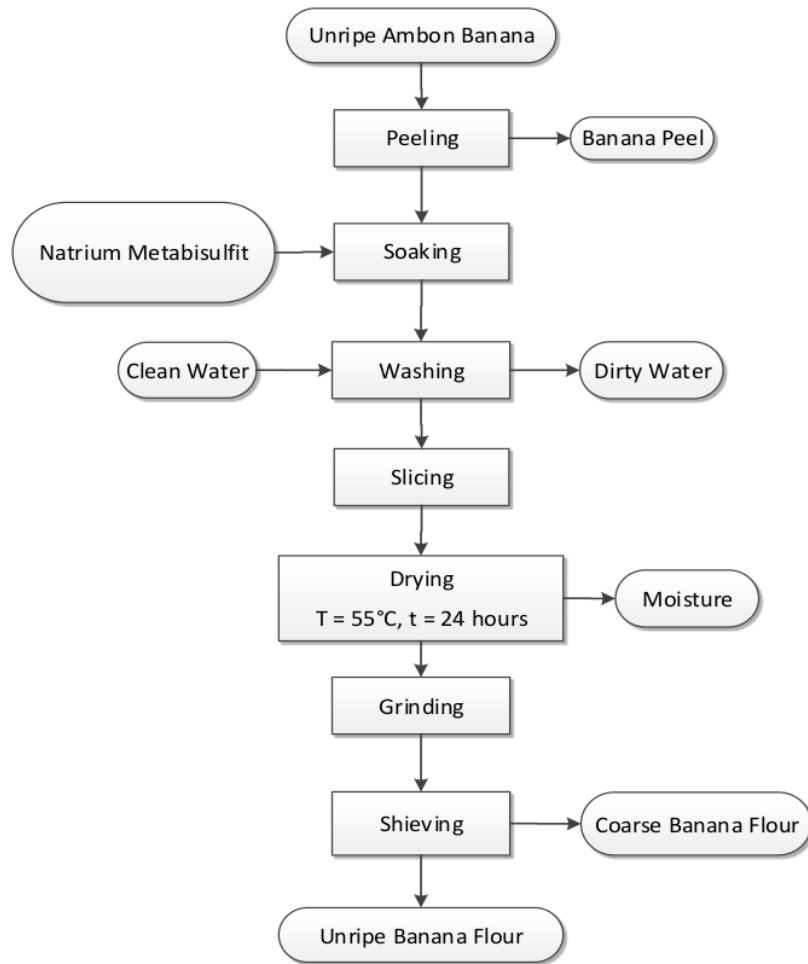 Unripe Ambon Banana
Peeling
Banana Peel
Natrium Metabisulfit
Soaking
Clean Water
Washing
Dirty Water
Slicing
Drying
T = 55°C, t = 24 hours
Moisture
Grinding
Shieving
Coarse Banana Flour
Unripe Banana Flour